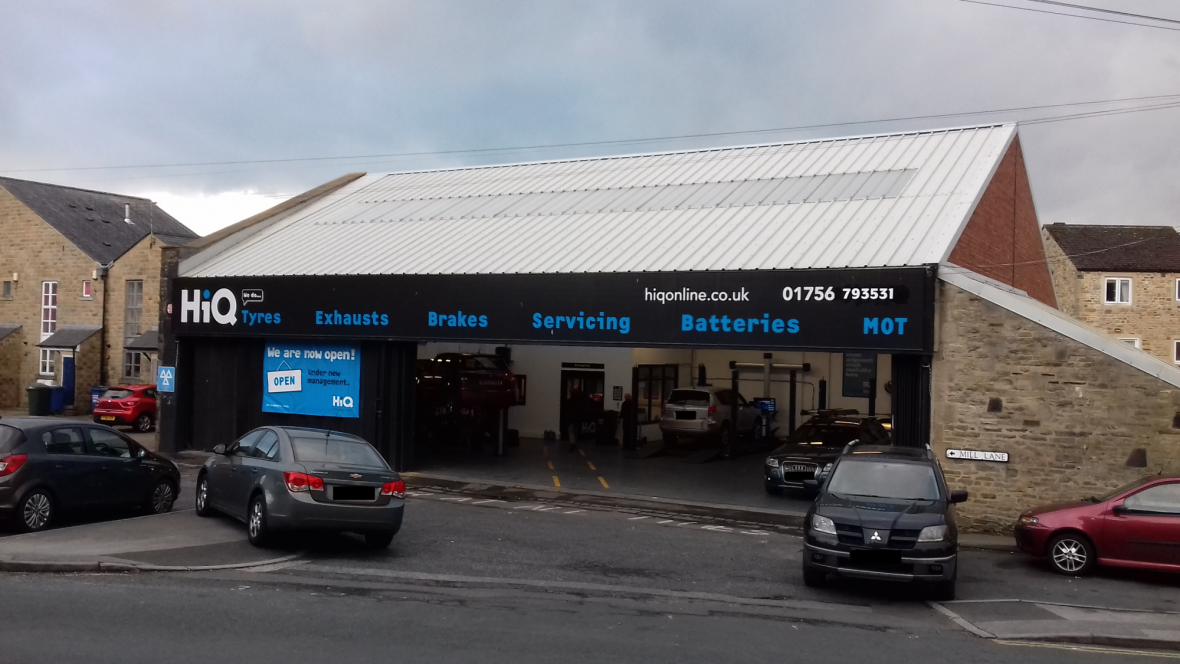 HiQ
We do...
hiqonline.co.uk
01756 793531
Tyres Exhausts Brakes Servicing Batteries MOT
We are now open!
OPEN
Under new
management..
HiQ
HiQ
MILL LANE